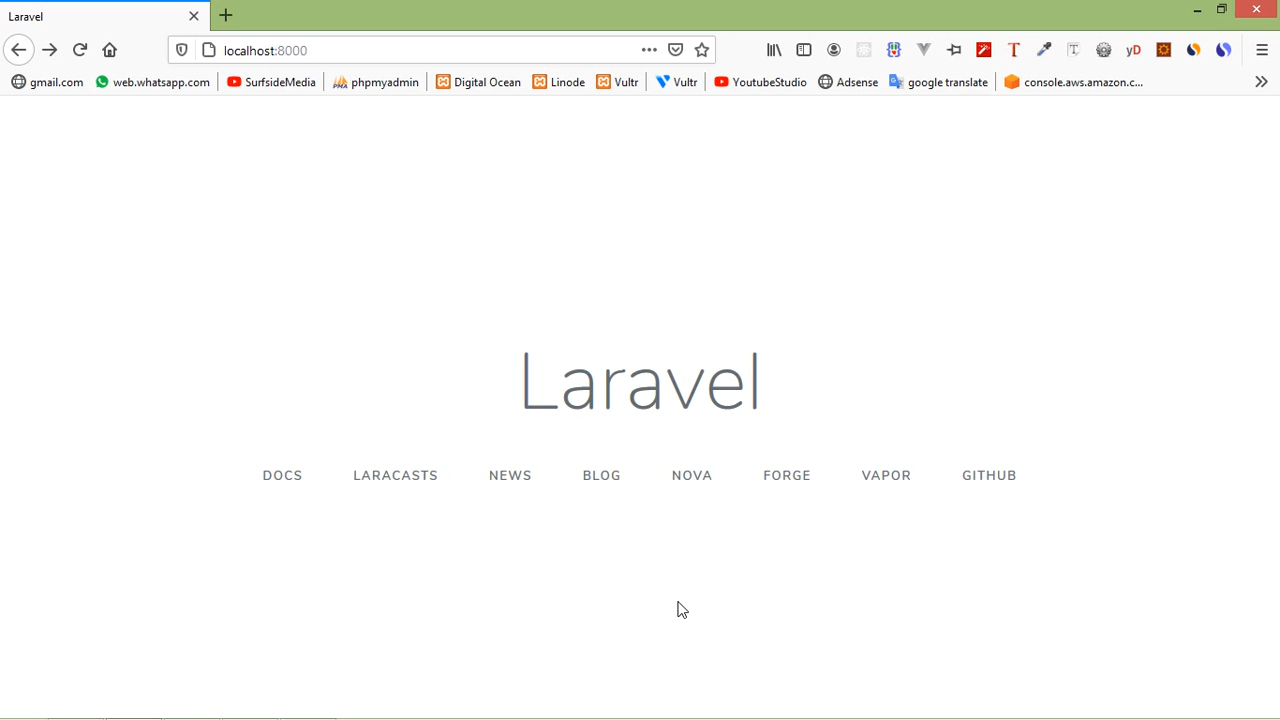 Laravel
localhost:8000
gmail.com web.whatsapp.com SurfsideMedia phpmyadmin Digital Ocean Linode Vultr Vultr YoutubeStudio Adsense google translate console.aws.amazon.c...
Laravel
DOCS LARACASTS NEWS BLOG NOVA FORGE VAPOR GITHUB